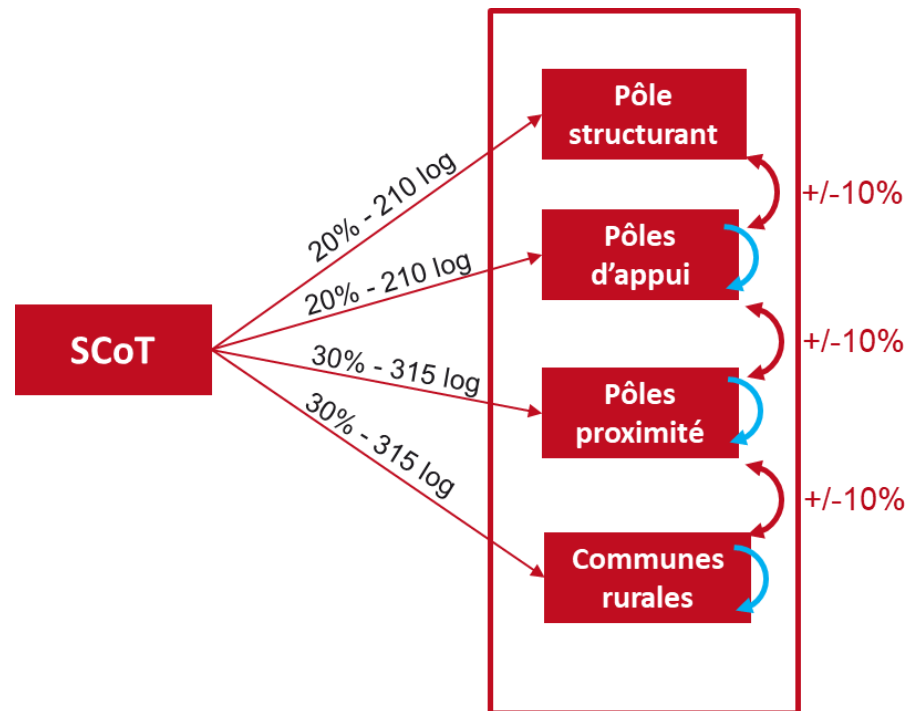 Pôle
structurant
+/-10%
20% - 210 log
Pôles
d'appui
20% - 210 log
SCoT
+/-10%
30% - 315 log
Pôles
proximité
30% - 315 log
+/-10%
Communes
rurales